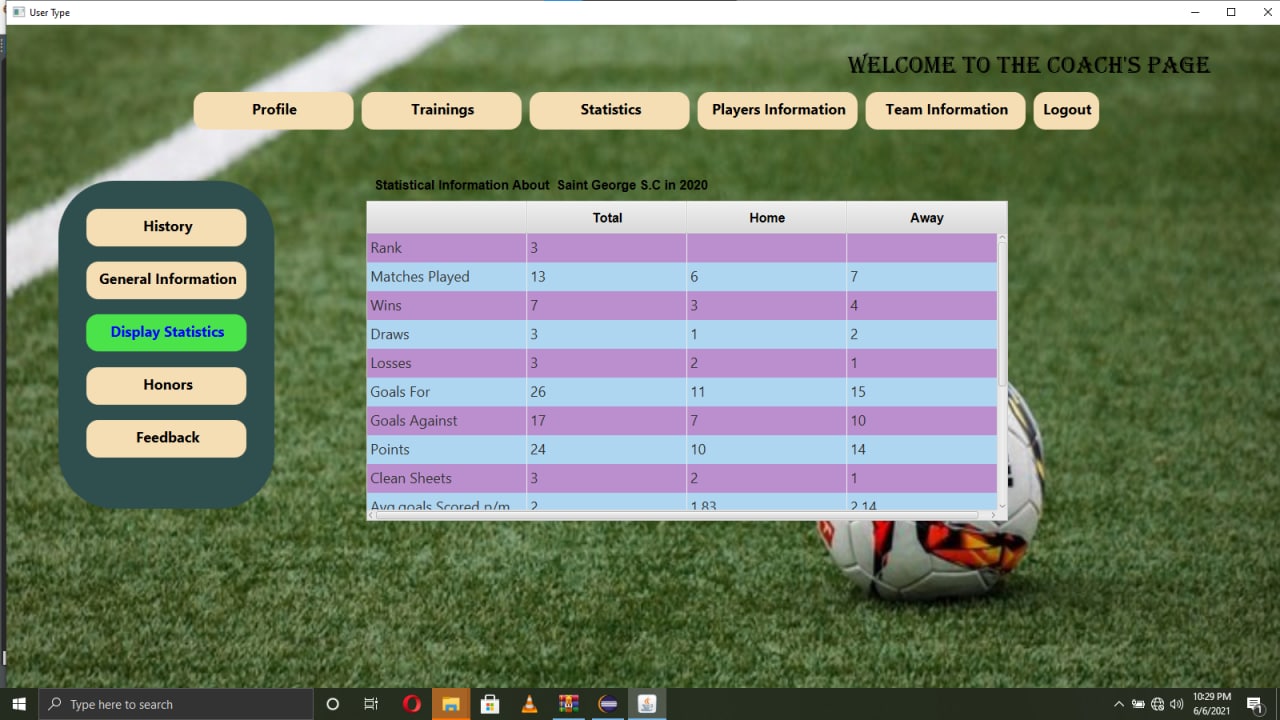 User Type
WELCOME TO THE COACH'S PAGE
Profile Trainings Statistics Players Information Team Information Logout
Statistical Information About Saint George S.C in 2020
History
General Information
Display Statistics
Honors
Feedback
Total Home Away
Rank 3
Matches Played 13 6 7
Wins 7 3 4
Draws 3 1 2
Losses 3 2 1
Goals For 26 11 15
Goals Against 17 7 10
Points 24 10 14
Clean Sheets 3 2 1
Avg goals Scored p/m 2 1.83 2.14
Type here to search
10:29 PM
6/6/2021
1